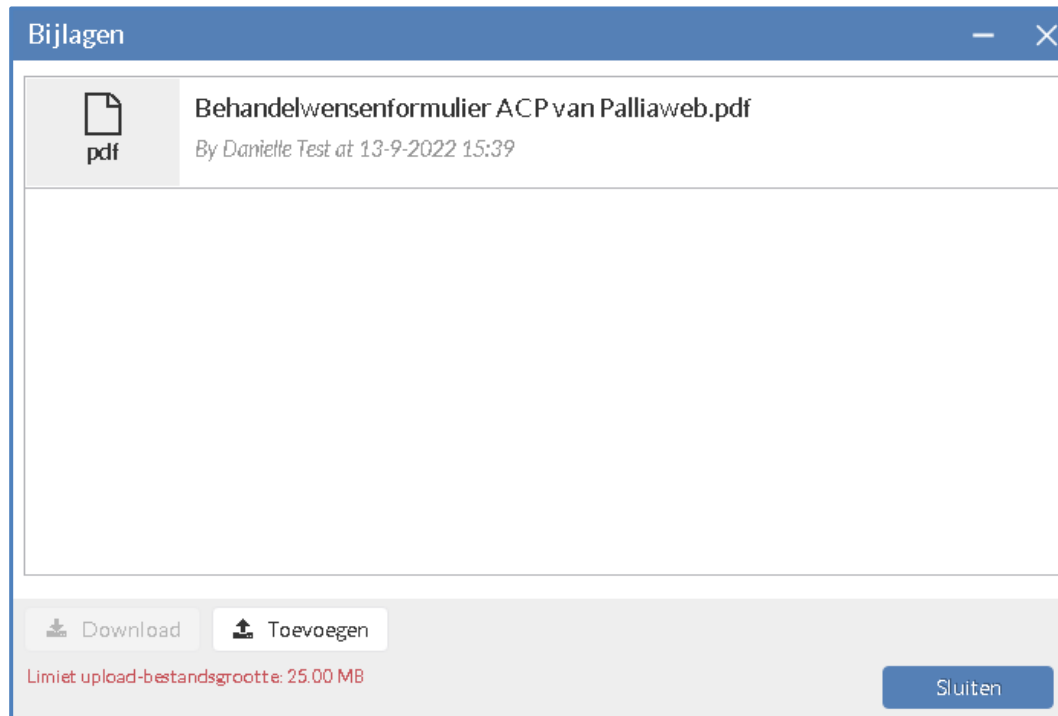 Bijlagen
Behandelwensenformulier ACP van Palliaweb.pdf
pdf
By Danielle Test at 13-9-2022 15:39
Download
Toevoegen
Limiet upload-bestandsgrootte: 25.00 MB
Sluiten